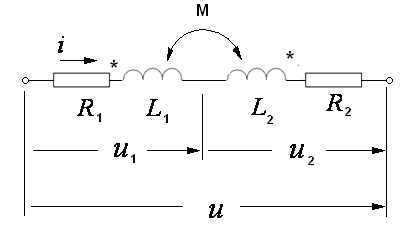 M
i * *
R₁ L₁ L₂ R₂
u₁ u₂
u